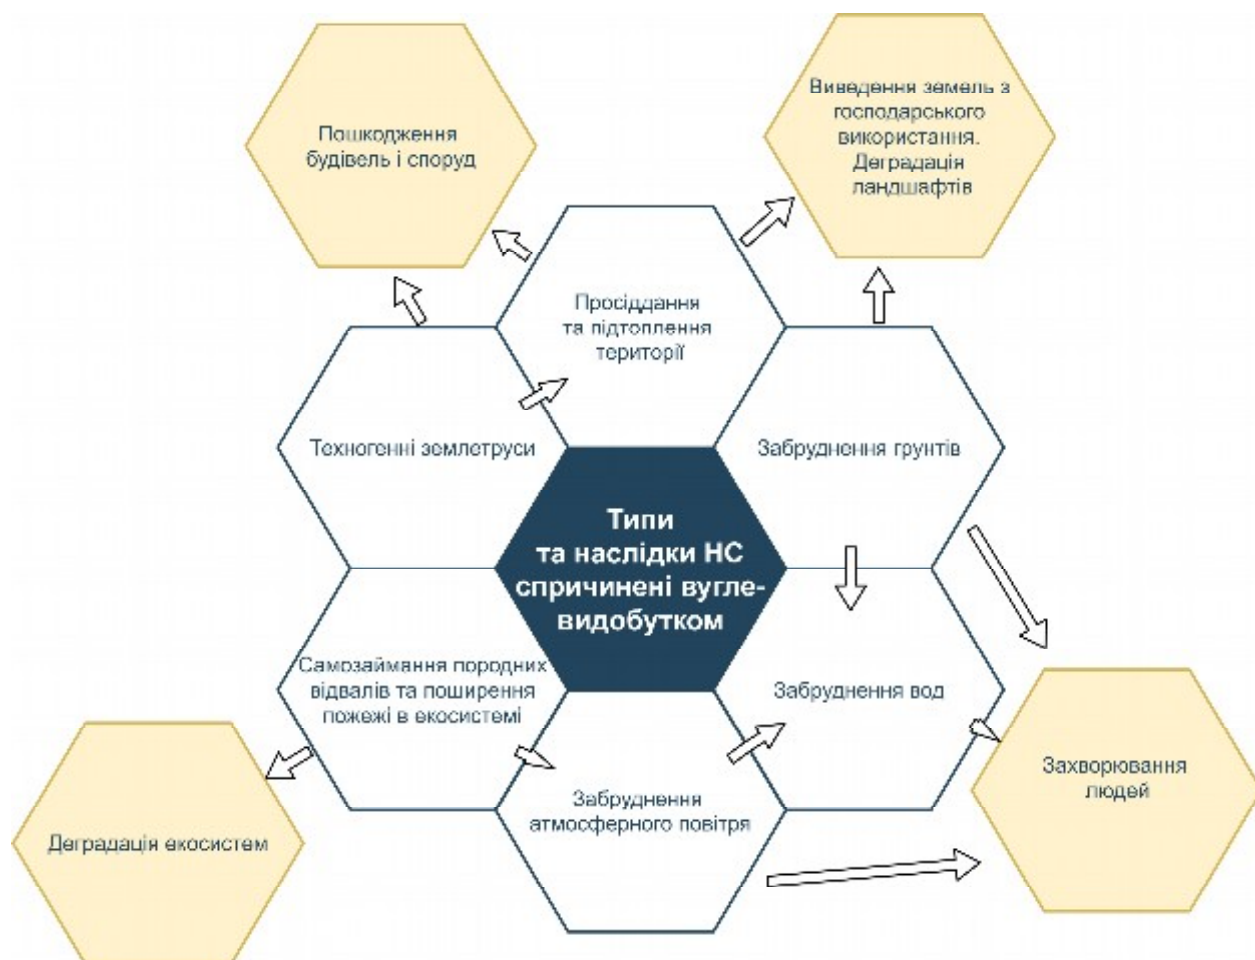 Пошкодження
будівель і споруд
Виведення земель з
господарського
використання.
Деградація
ландшафтів
Просіддання
та підтоплення
території
Техногенні землетруси
Забруднення грунтів
Типи
та наслідки НС
спричинені вугле-
видобутком
Самозаймання породних
відвалів та поширення
пожежі в екосистемі
Забруднення вод
Забруднення
атмосферного повітря
Захворювання
людей
Деградація екосистем